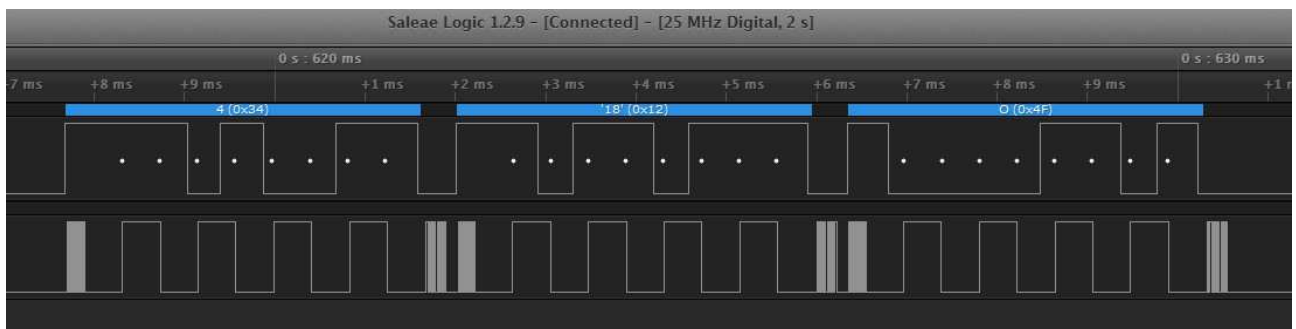 Saleae Logic 1.2.9 - [Connected] - [25 MHz Digital, 2 s]
0 s : 620 ms 0 s : 630 ms
+8 ms +9 ms +1 ms +2 ms +3 ms +4 ms +5 ms +6 ms +7 ms +8 ms +9 ms
4 (0x34) '18' (0x12) O (0x4F)